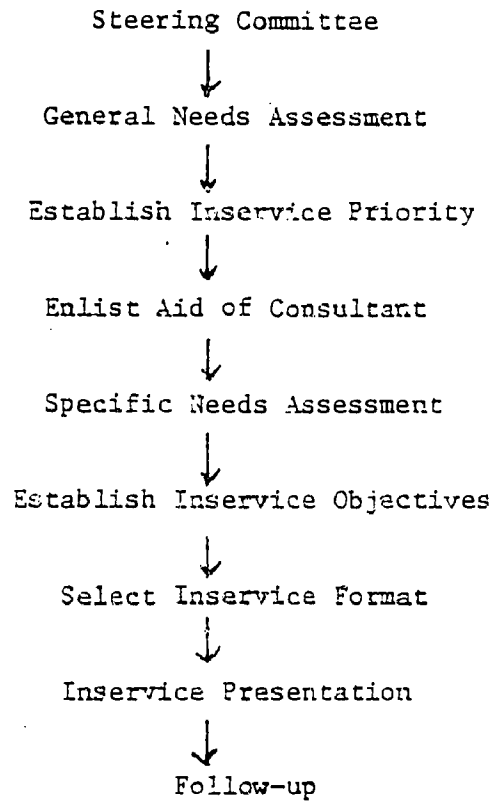 Steering Committee
General Needs Assessment
Establish Inservice Priority
Enlist Aid of Consultant
Specific Needs Assessment
Establish Inservice Objectives
Select Inservice Format
Inservice Presentation
Follow-up